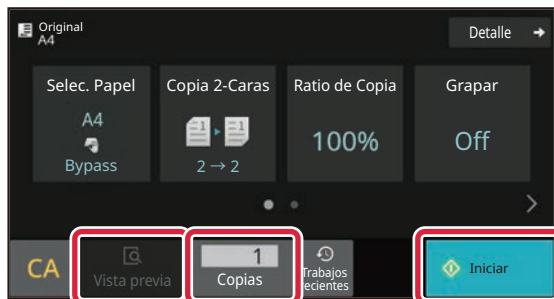 Original
A4
Detalle
Selec. Papel
A4
Bypass
Copia 2-Caras
2 → 2
Ratio de Copia
100%
Grapar
Off
CA
Vista previa
1
Copias
Trabajos
recientes
Iniciar